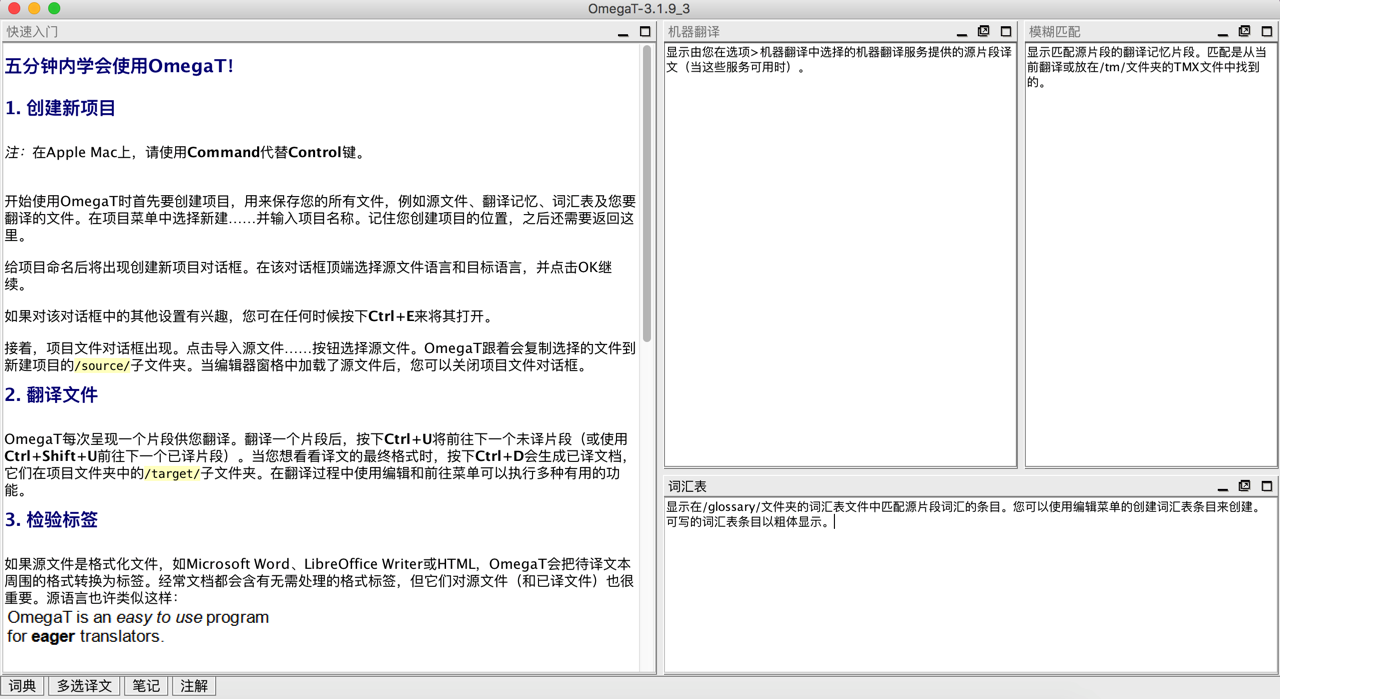 OmegaT-3.1.9_3
快速入门
五分钟内学会使用OmegaT!
1. 创建新项目
注：在Apple Mac上，请使用Command代替Control键。
开始使用OmegaT时首先要创建项目，用来保存您的所有文件，例如源文件、翻译记忆、词汇表及您要
翻译的文件。在项目菜单中选择新建……并输入项目名称。记住您创建项目的位置，之后还需要返回这
里。
给项目命名后将出现创建新项目对话框。在该对话框顶端选择源文件语言和目标语言，并点击OK继
续。
如果对该对话框中的其他设置有兴趣，您可在任何时候按下Ctrl+E来将其打开。
接着，项目文件对话框出现。点击导入源文件……按钮选择源文件。OmegaT跟着会复制选择的文件到
新建项目的/source/子文件夹。当编辑器窗格中加载了源文件后，您可以关闭项目文件对话框。
2. 翻译文件
OmegaT每次呈现一个片段供您翻译。翻译一个片段后，按下Ctrl+U将前往下一个未译片段（或使用
Ctrl+Shift+U前往下一个已译片段）。当您想看看译文的最终格式时，按下Ctrl+D会生成已译文档，
它们在项目文件夹中的/target/子文件夹。在翻译过程中使用编辑和前往菜单可以执行多种有用的功
能。
3. 检验标签
如果源文件是格式化文件，如Microsoft Word、LibreOffice Writer或HTML，OmegaT会把待译文本
周围的格式转换为标签。经常文档都会含有无需处理的格式标签，但它们对源文件（和已译文件）也很
重要。源语言也许类似这样：
OmegaT is an easy to use program
for eager translators.
机器翻译
显示由您在选项>机器翻译中选择的机器翻译服务提供的源片段译
文（当这些服务可用时）。
模糊匹配
显示匹配源片段的翻译记忆片段。匹配是从当
前翻译或放在/tm/文件夹的TMX文件中找到
的。
词汇表
显示在/glossary/文件夹的词汇表文件中匹配源片段词汇的条目。您可以使用编辑菜单的创建词汇表条目来创建。
可写的词汇表条目以粗体显示。
词典
多选译文
笔记
注解